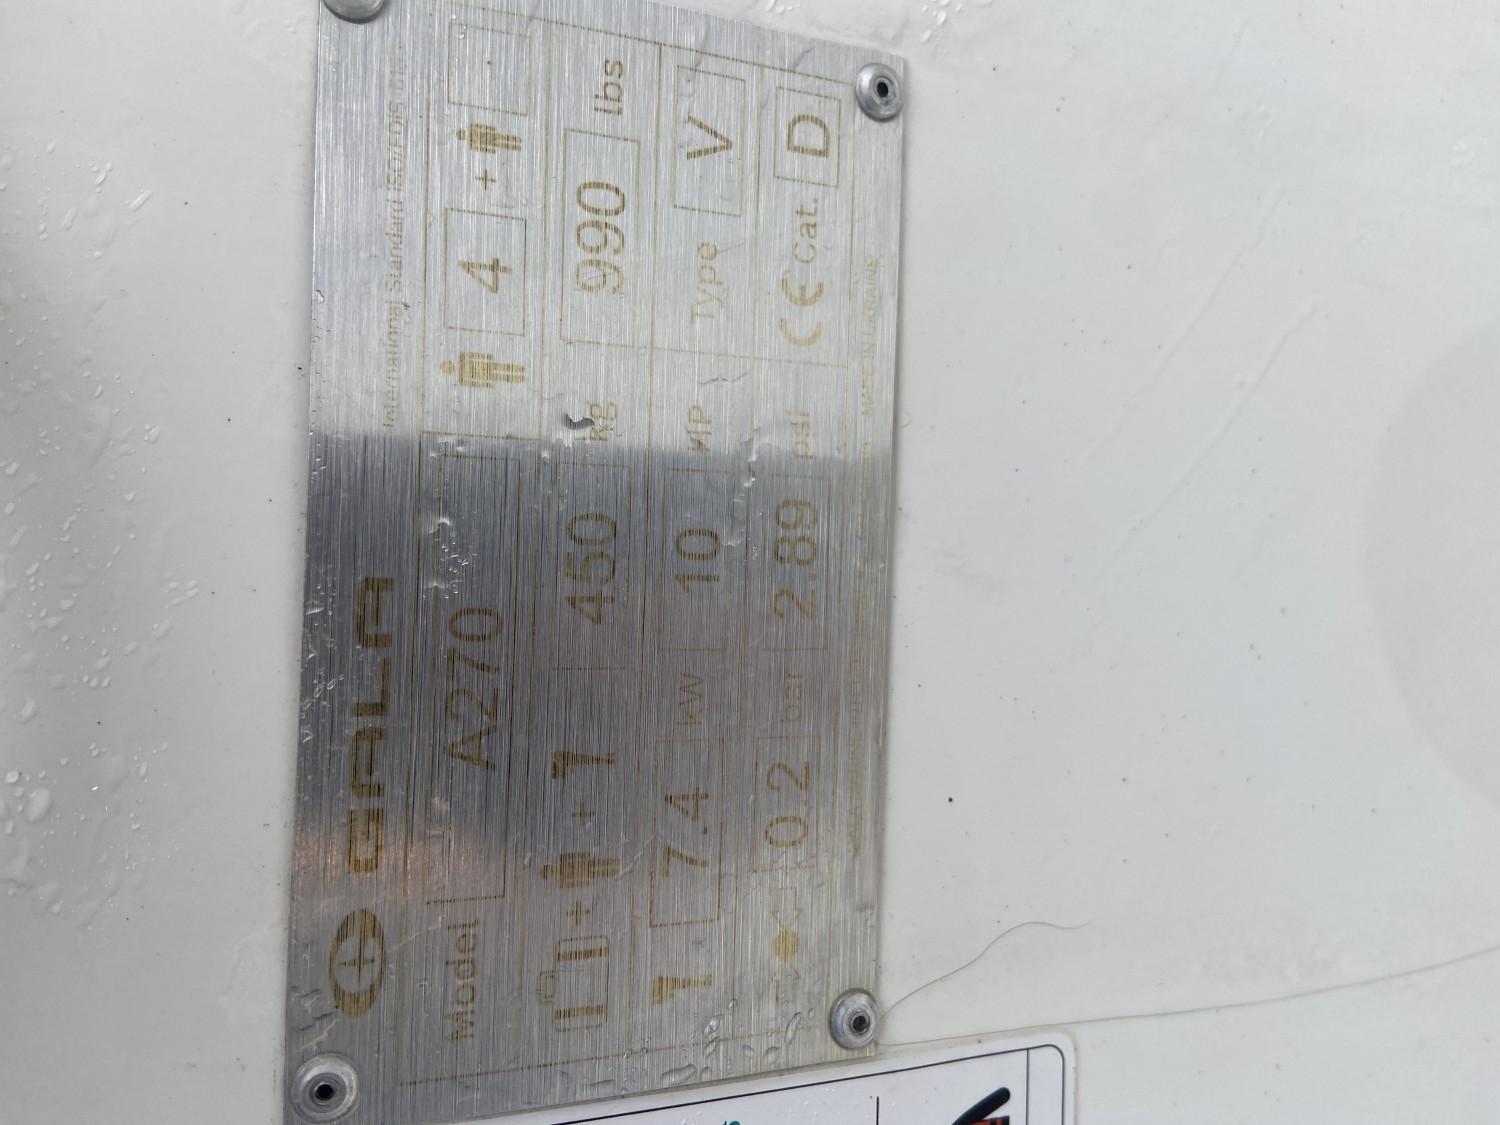 GALA
International Standard ISO
Model A270 4 +
+ + 450 kg 990 lbs
7.4 kW 10 HP Type V
0.2 bar 2.89 psi CE Cat. D
MADE IN UKRAINE